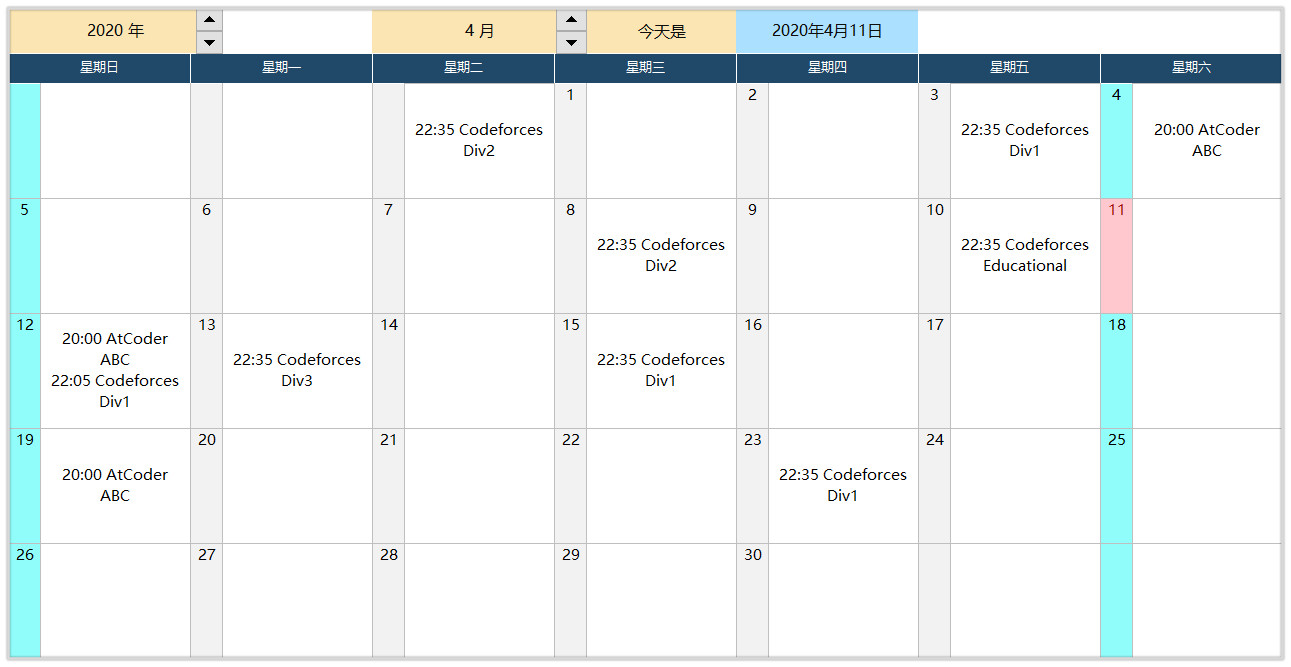 2020 年
4 月
今天是
2020年4月11日
星期日
星期一
星期二
星期三
星期四
星期五
星期六
22:35 Codeforces
Div2
1
2
3
22:35 Codeforces
Div1
4
20:00 AtCoder
ABC
5
6
7
8
22:35 Codeforces
Div2
9
10
22:35 Codeforces
Educational
11
12
20:00 AtCoder
ABC
22:05 Codeforces
Div1
13
22:35 Codeforces
Div3
14
15
22:35 Codeforces
Div1
16
17
18
19
20:00 AtCoder
ABC
20
21
22
23
22:35 Codeforces
Div1
24
25
26
27
28
29
30